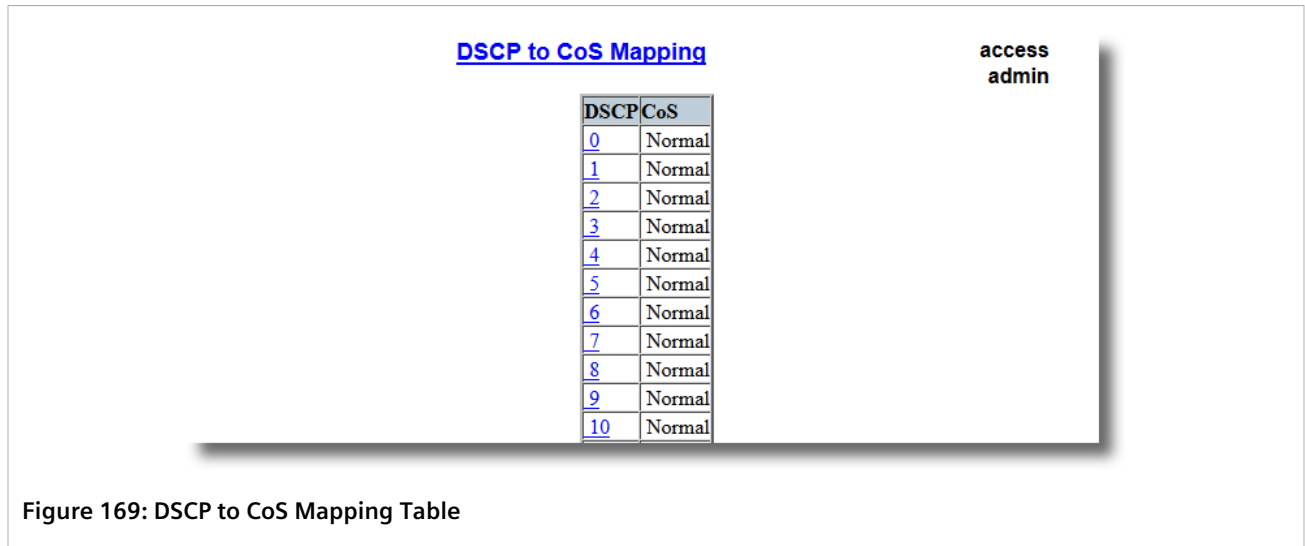 DSCP to CoS Mapping
access
admin
DSCP CoS
0 Normal
1 Normal
2 Normal
3 Normal
4 Normal
5 Normal
6 Normal
7 Normal
8 Normal
9 Normal
10 Normal
Figure 169: DSCP to CoS Mapping Table